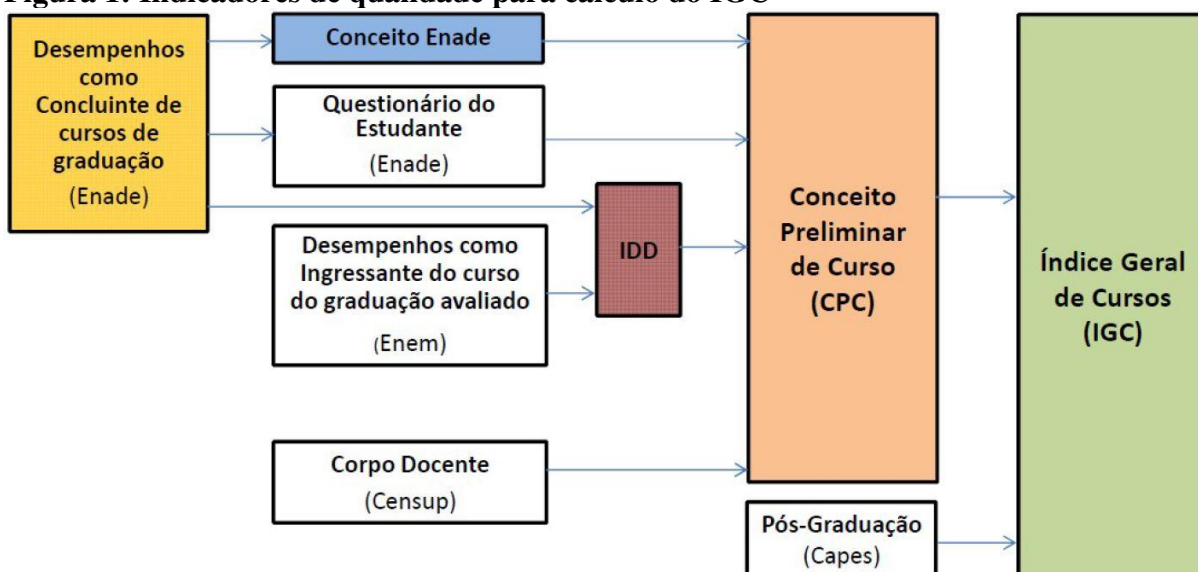 Figura 1: Indicadores de qualidade para cálculo do IGC
Desempenhos
como
Concluinte de
cursos de
graduação
(Enade)
Conceito Enade
Questionário do
Estudante
(Enade)
Desempenhos como
Ingressante do curso
do graduação avaliado
(Enem)
IDD
Corpo Docente
(Censup)
Conceito
Preliminar
de Curso
(CPC)
Pós-Graduação
(Capes)
Índice Geral
de Cursos
(IGC)